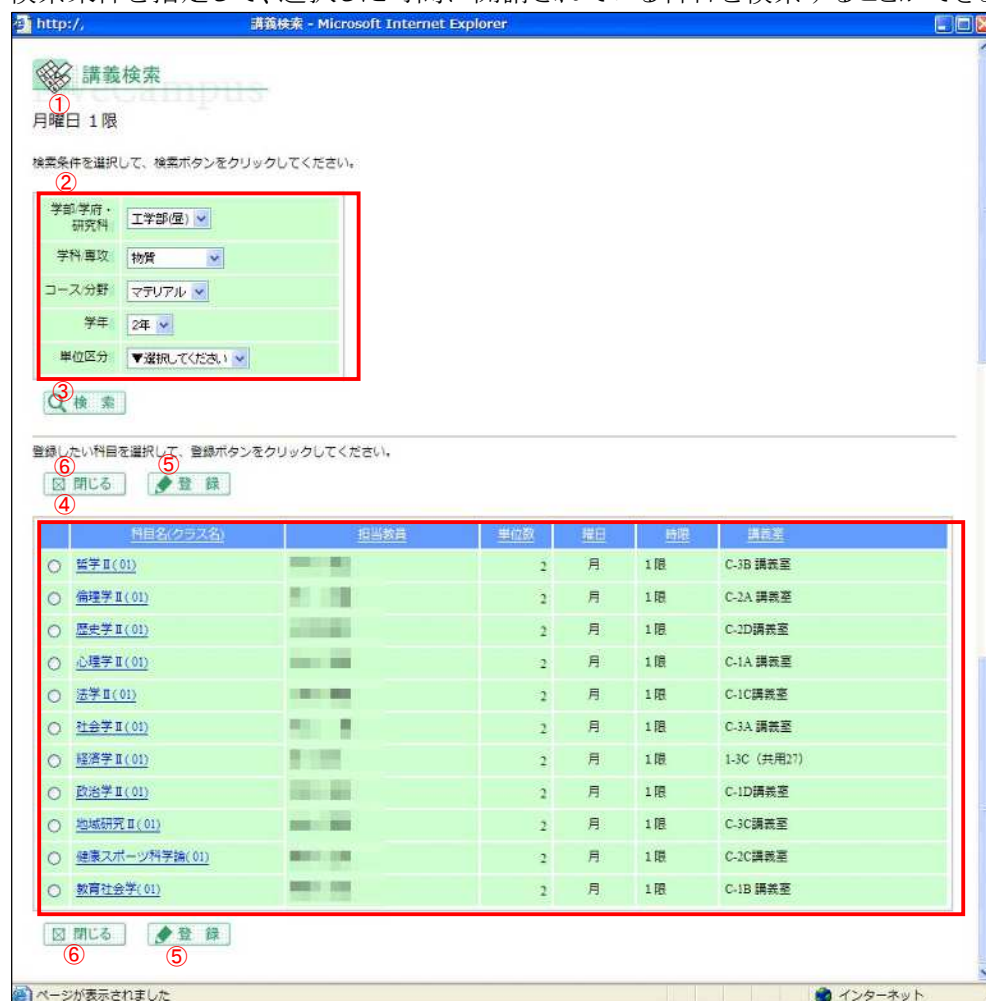 http:/, 講義検索 - Microsoft Internet Explorer
講義検索
LiveCampus
①
月曜日 1限
検索条件を選択して、検索ボタンをクリックしてください。
②
学部/学府・研究科 工学部(昼)
学科/専攻 物質
コース/分野 マテリアル
学年 2年
単位区分 ▼選択してください
③
検 索
登録したい科目を選択して、登録ボタンをクリックしてください。
⑥ ⑤
閉じる 登 録
④
科目名(クラス名) 担当教員 単位数 曜日 時限 講義室
哲学Ⅱ(01) 2 月 1限 C-3B 講義室
倫理学Ⅱ(01) 2 月 1限 C-2A 講義室
歴史学Ⅱ(01) 2 月 1限 C-2D講義室
心理学Ⅱ(01) 2 月 1限 C-1A 講義室
法学Ⅱ(01) 2 月 1限 C-1C講義室
社会学Ⅱ(01) 2 月 1限 C-3A 講義室
経済学Ⅱ(01) 2 月 1限 1-3C (共用27)
政治学Ⅱ(01) 2 月 1限 C-1D講義室
地域研究Ⅱ(01) 2 月 1限 C-3C講義室
健康スポーツ科学論(01) 2 月 1限 C-2C講義室
教育社会学(01) 2 月 1限 C-1B 講義室
閉じる 登 録
⑥ ⑤
ページが表示されました インターネット